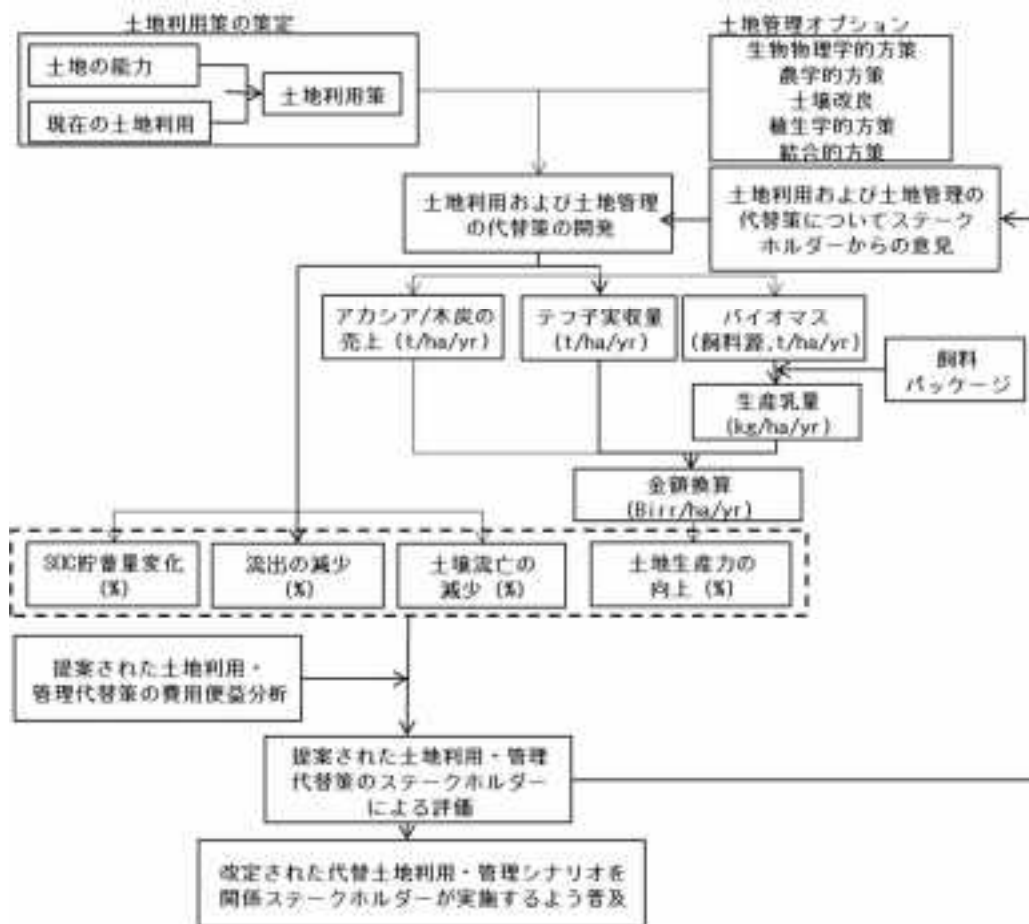 土地利用策の策定
土地の能力
現在の土地利用
土地利用策
土地管理オプション
生物物理学的方策
農学的方策
土壌改良
植生学的方策
結合的方策
土地利用および土地管理
の代替策の開発
土地利用および土地管理の
代替策についてステーク
ホルダーからの意見
アカシア/木炭の
売上 (t/ha/yr)
テフ子実収量
(t/ha/yr)
バイオマス
(飼料源,t/ha/yr)
飼料
パッケージ
生産乳量
(kg/ha/yr)
金額換算
(Birr/ha/yr)
SOC貯蓄量変化
(%)
流出の減少
(%)
土壌流亡の
減少 (%)
土地生産力の
向上 (%)
提案された土地利用・
管理代替策の費用便益分析
提案された土地利用・管理
代替策のステークホルダー
による評価
改定された代替土地利用・管理シナリオを
関係ステークホルダーが実施するよう普及